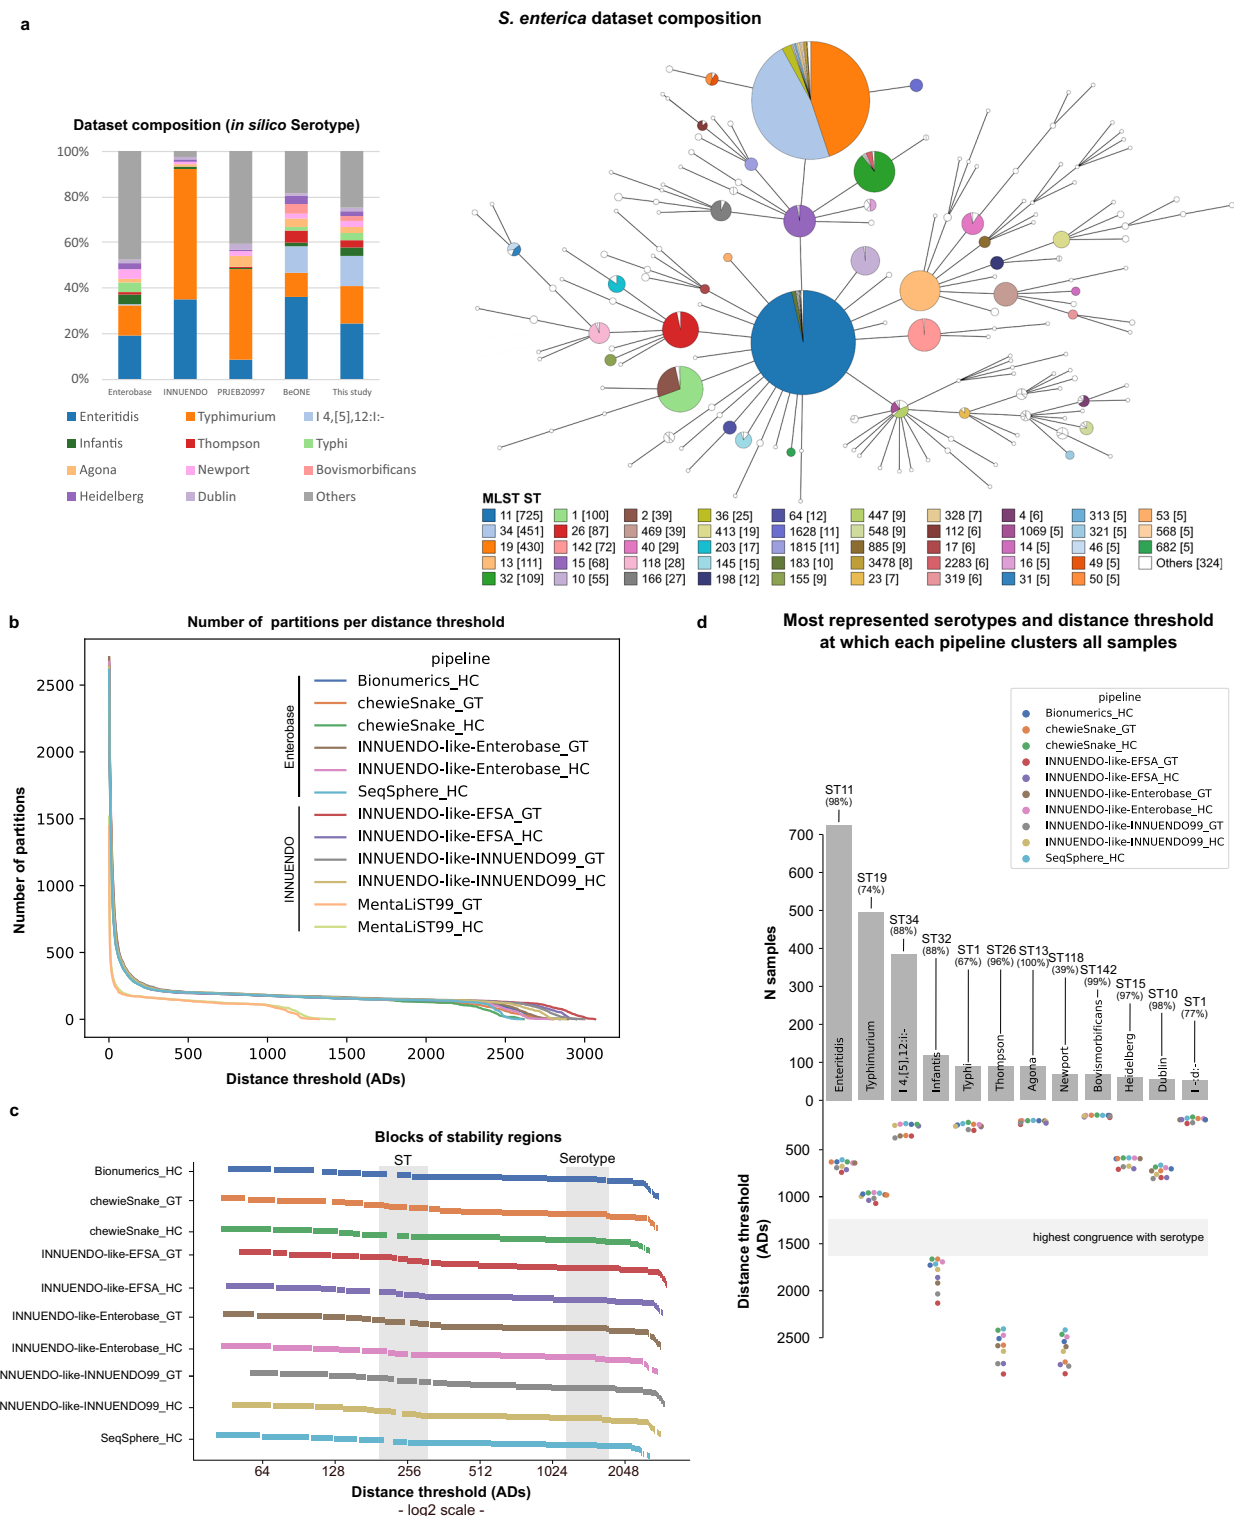 S. enterica dataset composition
a
Dataset composition (in sílico Serotype)
100%
80%
60%
40%
20%
0%
Enterobase
INNUENDO
PRJEB20997
BeONE
This study
Enteritidis
Typhimurium
I 4,[5],12:I:-
Infantis
Thompson
Typhi
Agona
Newport
Bovismorbificans
Heidelberg
Dublin
Others
MLST ST
11 [725]
1 [100]
2 [39]
36 [25]
64 [12]
447 [9]
328 [7]
4 [6]
313 [5]
53 [5]
34 [451]
26 [87]
469 [39]
413 [19]
1628 [11]
548 [9]
112 [6]
1069 [5]
321 [5]
568 [5]
19 [430]
142 [72]
40 [29]
203 [17]
1815 [11]
885 [9]
17 [6]
14 [5]
46 [5]
682 [5]
13 [111]
15 [68]
118 [28]
145 [15]
183 [10]
3478 [8]
2283 [6]
16 [5]
49 [5]
Others [324]
32 [109]
10 [55]
166 [27]
198 [12]
155 [9]
23 [7]
319 [6]
31 [5]
50 [5]
b
Number of partitions per distance threshold
Number of partitions
2500
2000
1500
1000
500
0
0
500
1000
1500
2000
2500
3000
Distance threshold (ADs)
pipeline
Enterobase
Bionumerics_HC
chewieSnake_GT
chewieSnake_HC
INNUENDO-like-Enterobase_GT
INNUENDO-like-Enterobase_HC
SeqSphere_HC
INNUENDO
INNUENDO-like-EFSA_GT
INNUENDO-like-EFSA_HC
INNUENDO-like-INNUENDO99_GT
INNUENDO-like-INNUENDO99_HC
MentaLiST99_GT
MentaLiST99_HC
c
Blocks of stability regions
ST
Serotype
Bionumerics_HC
chewieSnake_GT
chewieSnake_HC
INNUENDO-like-EFSA_GT
INNUENDO-like-EFSA_HC
INNUENDO-like-Enterobase_GT
INNUENDO-like-Enterobase_HC
NNUENDO-like-INNUENDO99_GT
NNUENDO-like-INNUENDO99_HC
SeqSphere_HC
64
128
256
512
1024
2048
Distance threshold (ADs)
- log2 scale -
d
Most represented serotypes and distance threshold
at which each pipeline clusters all samples
pipeline
Bionumerics_HC
chewieSnake_GT
chewieSnake_HC
INNUENDO-like-EFSA_GT
INNUENDO-like-EFSA_HC
INNUENDO-like-Enterobase_GT
INNUENDO-like-Enterobase_HC
INNUENDO-like-INNUENDO99_GT
INNUENDO-like-INNUENDO99_HC
SeqSphere_HC
N samples
700
600
500
400
300
200
100
0
ST11
(98%)
ST19
(74%)
ST34
(88%)
ST32
(88%)
ST1
(67%)
ST26
(96%)
ST13
(100%)
ST118
(39%)
ST142
(99%)
ST15
(97%)
ST10
(98%)
ST1
(77%)
Enteritidis
Typhimurium
I 4,[5],12:i:-
Infantis
Typhi
Thompson
Agona
Newport
Bovismorbificans
Heidelberg
Dublin
I -:d:-
Distance threshold
(ADs)
500
1000
1500
2000
2500
highest congruence with serotype